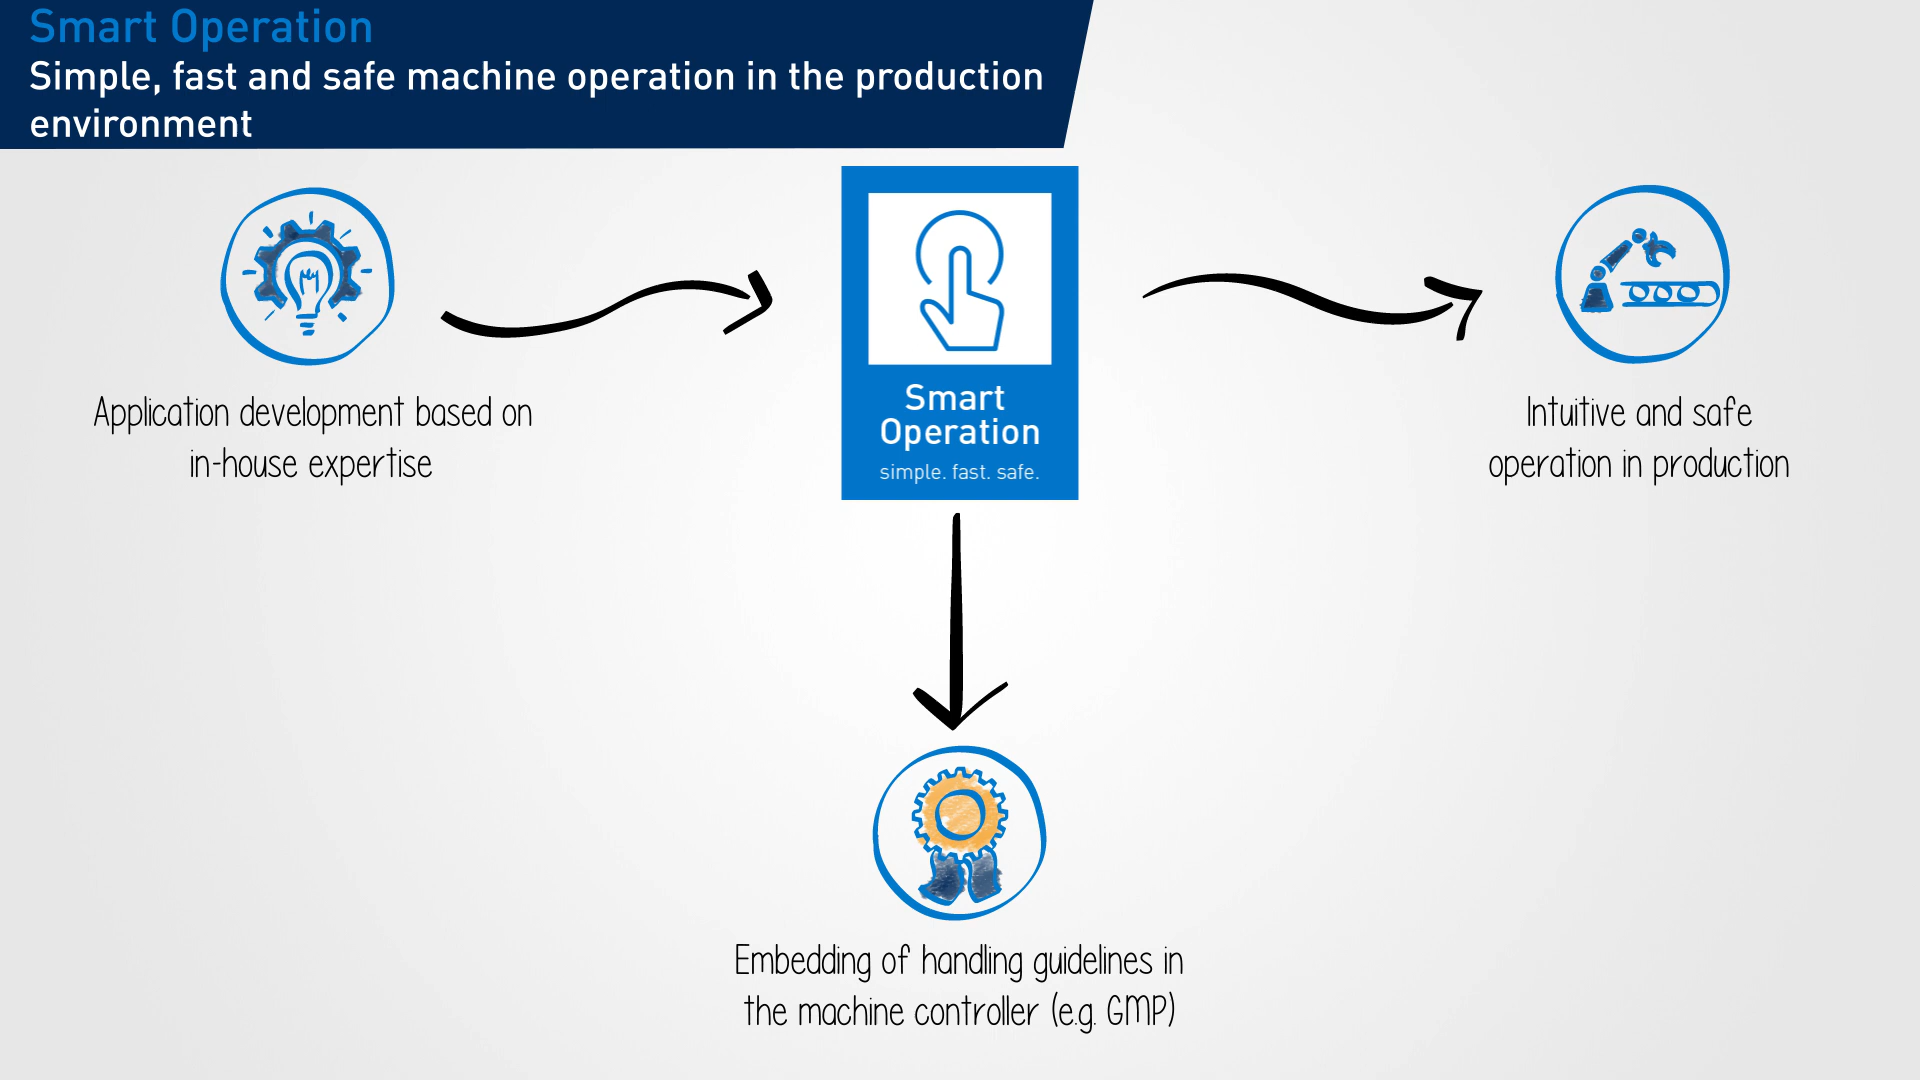 Smart Operation
Simple, fast and safe machine operation in the production
environment
Application development based on
in-house expertise
Smart
Operation
simple. fast. safe.
Intuitive and safe
operation in production
Embedding of handling guidelines in
the machine controller (e.g. GMP)